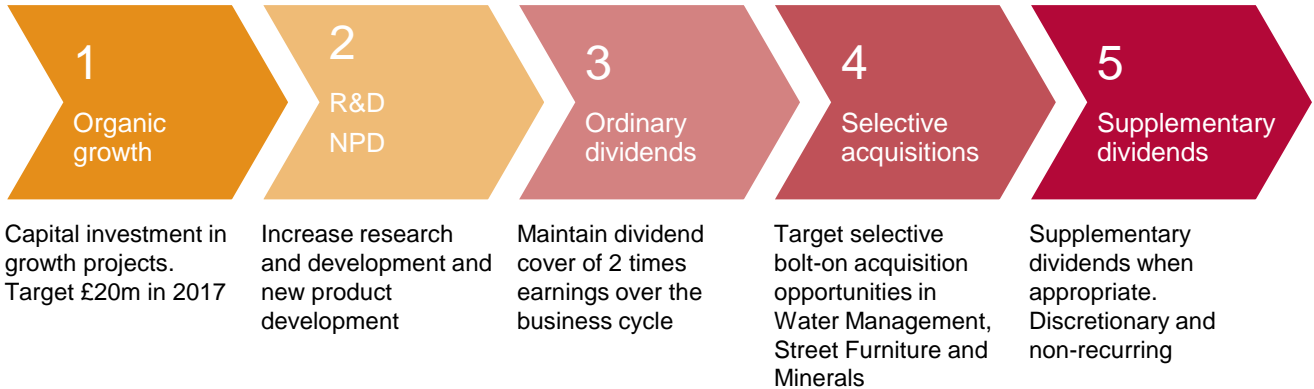 1
Organic
growth
2
R&D
NPD
3
Ordinary
dividends
4
Selective
acquisitions
5
Supplementary
dividends
Capital investment in
growth projects.
Target £20m in 2017
Increase research
and development and
new product
development
Maintain dividend
cover of 2 times
earnings over the
business cycle
Target selective
bolt-on acquisition
opportunities in
Water Management,
Street Furniture and
Minerals
Supplementary
dividends when
appropriate.
Discretionary and
non-recurring